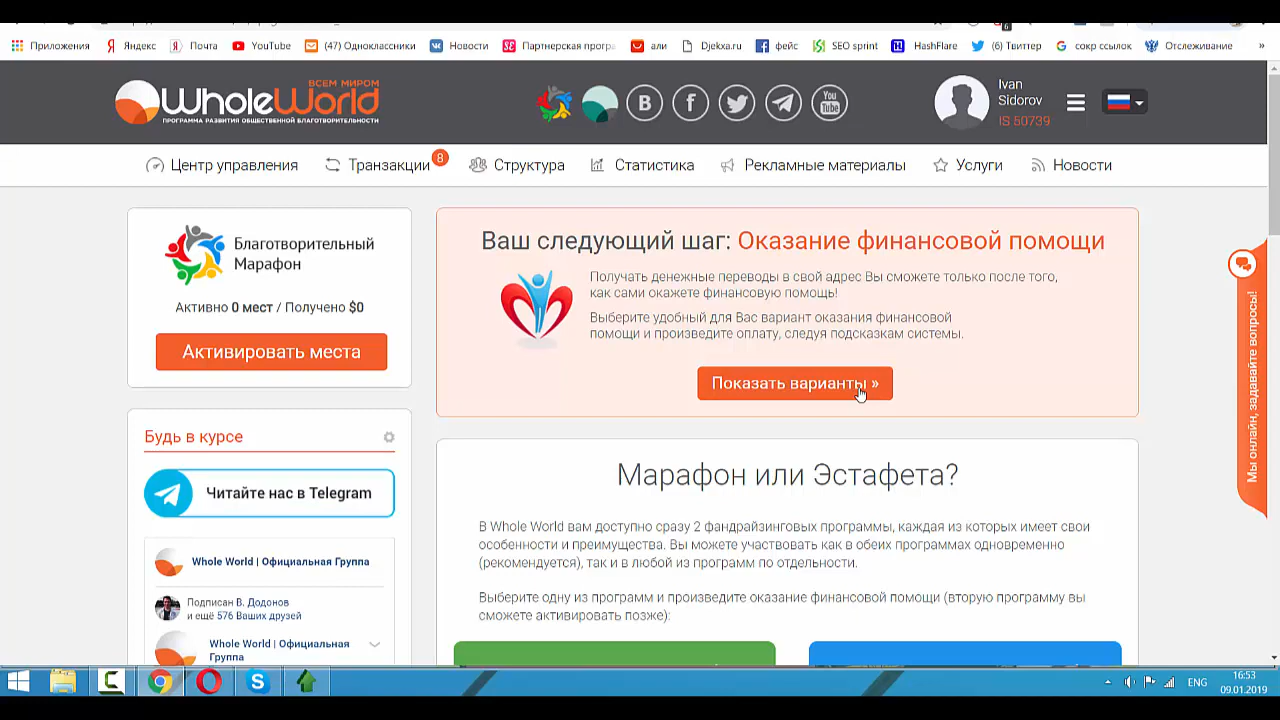 Приложения
Яндекс
Почта
YouTube
(47) Одноклассники
Новости
Партнерская програ
али
Djekxa.ru
фейс
SEO sprint
HashFlare
(6) Твиттер
сокр ссылок
Отслеживание
»
ВСЕМ МИРОМ
WholeWorld
ПРОГРАММА РАЗВИТИЯ ОБЩЕСТВЕННОЙ БЛАГОТВОРИТЕЛЬНОСТИ
You Tube
Ivan
Sidorov
IS 50739
Центр управления
Транзакции 8
Структура
Статистика
Рекламные материалы
Услуги
Новости
Благотворительный
Марафон
Активно 0 мест / Получено $0
Активировать места
Ваш следующий шаг: Оказание финансовой помощи
Получать денежные переводы в свой адрес Вы сможете только после того,
как сами окажете финансовую помощь!
Выберите удобный для Вас вариант оказания финансовой
помощи и произведите оплату, следуя подсказкам системы.
Показать варианты »
Мы онлайн, задавайте вопросы!
Будь в курсе
Читайте нас в Telegram
Whole World | Официальная Группа
Подписан В. Додонов
и ещё 576 Ваших друзей
Whole World | Официальная
Группа
Марафон или Эстафета?
В Whole World вам доступно сразу 2 фандрайзинговых программы, каждая из которых имеет свои
особенности и преимущества. Вы можете участвовать как в обеих программах одновременно
(рекомендуется), так и в любой из программ по отдельности.
Выберите одну из программ и произведите оказание финансовой помощи (вторую программу вы
сможете активировать позже):
ENG
16:53
09.01.2019